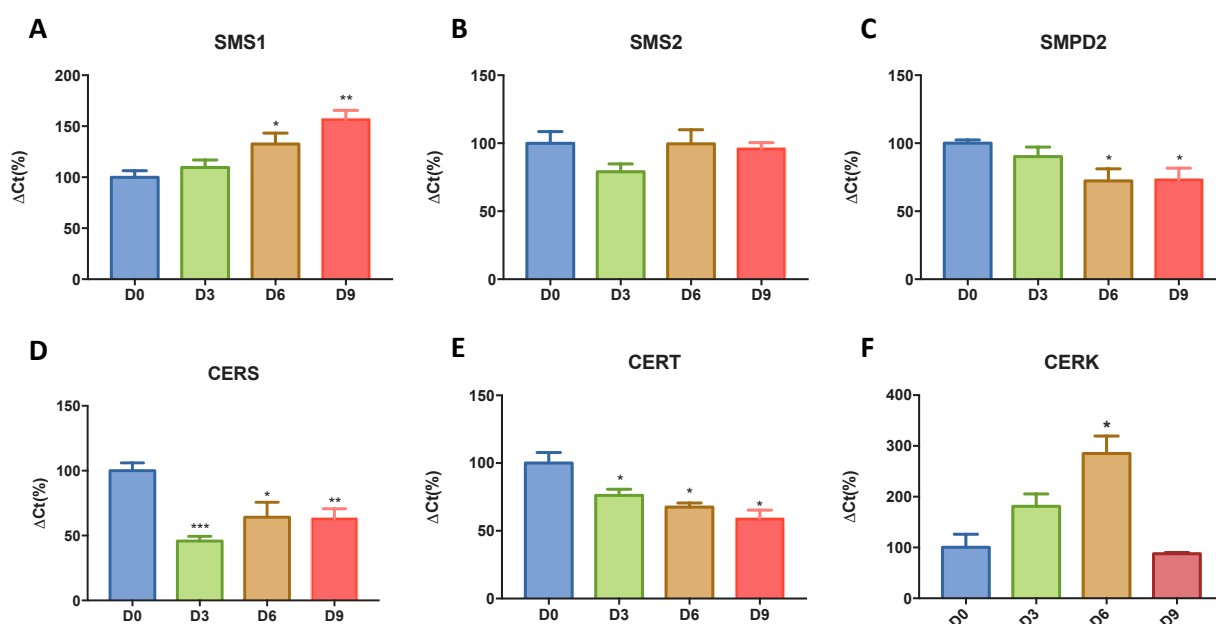 A
SMS1
ΔCt(%)
200
150
100
50
0
*
**
D0 D3 D6 D9
B
SMS2
ΔCt(%)
150
100
50
0
D0 D3 D6 D9
C
SMPD2
ΔCt(%)
150
100
50
0
*
*
D0 D3 D6 D9
D
CERS
ΔCt(%)
150
100
50
0
***
*
**
D0 D3 D6 D9
E
CERT
ΔCt(%)
150
100
50
0
*
*
*
D0 D3 D6 D9
F
CERK
ΔCt(%)
400
300
200
100
0
*
D0 D3 D6 D9